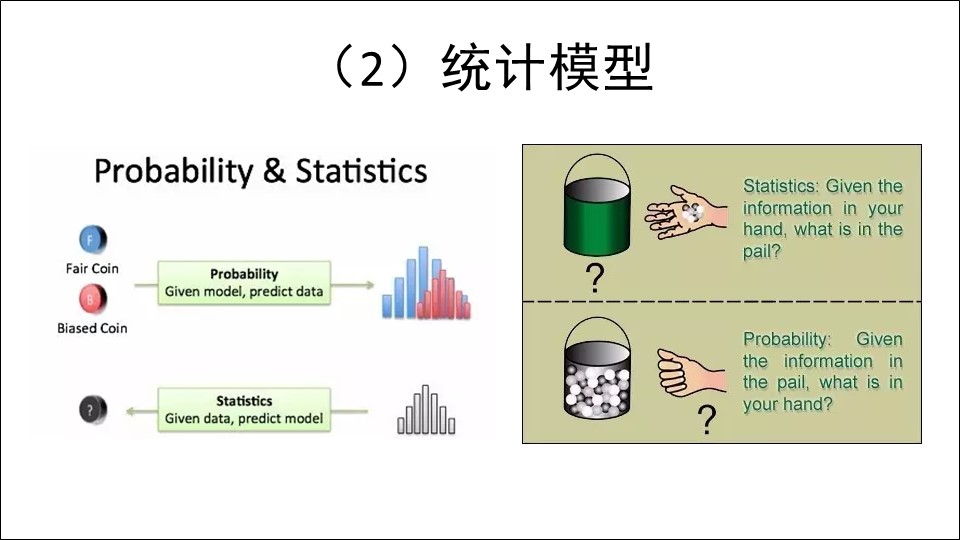 （2）统计模型
Probability & Statistics
F
Fair Coin
B
Biased Coin
Probability
Given model, predict data
?
Statistics
Given data, predict model
?
Statistics: Given the
information in your
hand, what is in the
pail?
?
Probability: Given
the information in
the pail, what is in
your hand?